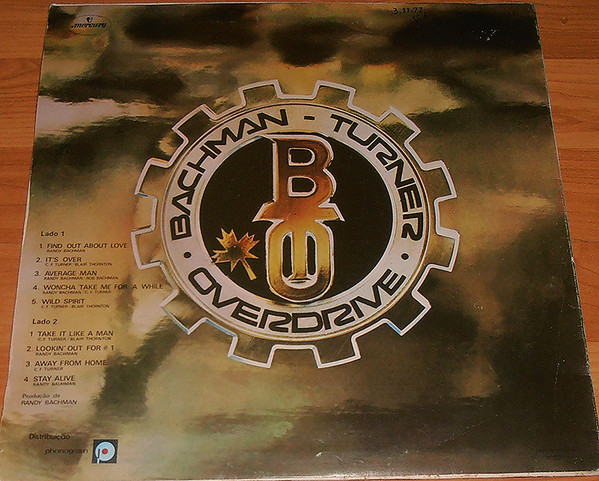 mercury
3.11.77
BACHMAN - TURNER
OVERDRIVE
BTO
Lado 1
1 FIND OUT ABOUT LOVE
RANDY BACHMAN
2. IT'S OVER
C.F. TURNER/ BLAIR THORNTON
3. AVERAGE MAN
RANDY BACHMAN/ ROB BACHMAN
4. WONCHA TAKE ME FOR A WHILE
RANDY BACHMAN/ C.F. TURNER
5. WILD SPIRIT
C.F. TURNER/ BLAIR THORNTON
Lado 2.
1 TAKE IT LIKE A MAN
C.F. TURNER/ BLAIR THORNTON
2. LOOKIN' OUT FOR # 1
RANDY BACHMAN
3 AWAY FROM HOME
C.F. TURNER
4 STAY ALIVE
RANDY BACHMAN
Produção de
RANDY BACHMAN
Distribuição
phonogram